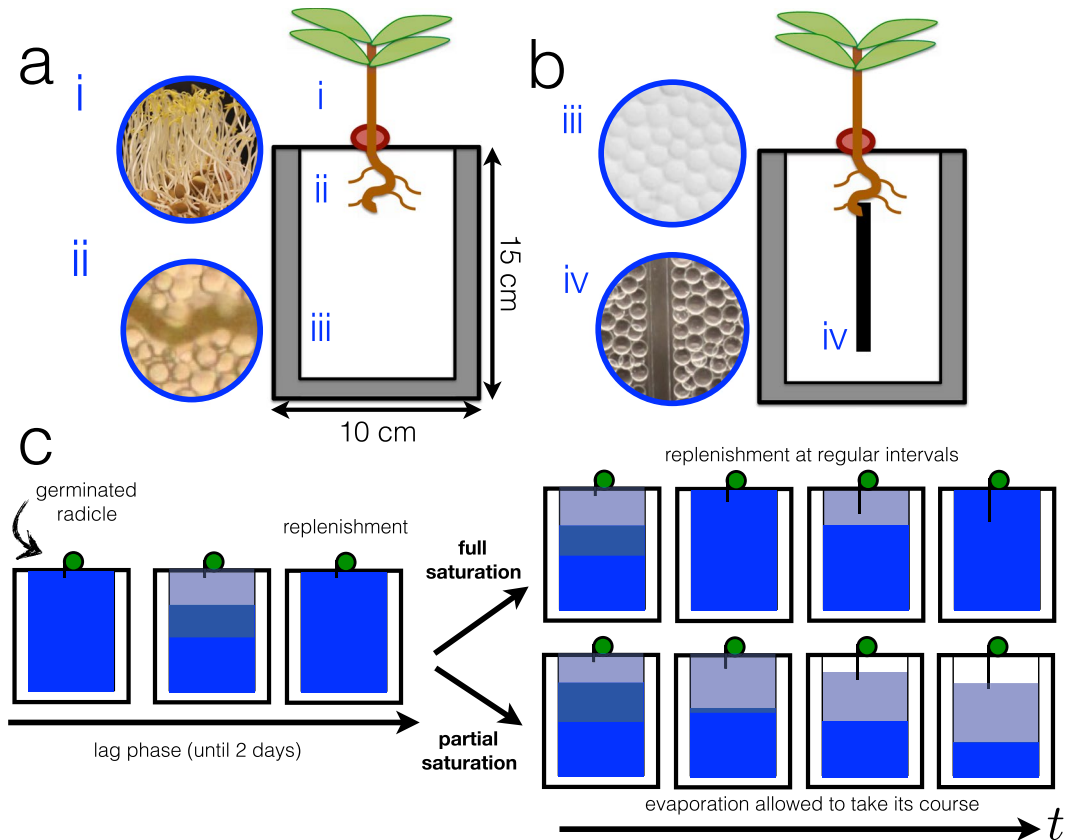 a
i
i
ii
ii
iii
15 cm
10 cm
b
iii
iv
iv
c
germinated
radicle
replenishment
lag phase (until 2 days)
full
saturation
partial
saturation
replenishment at regular intervals
evaporation allowed to take its course
t